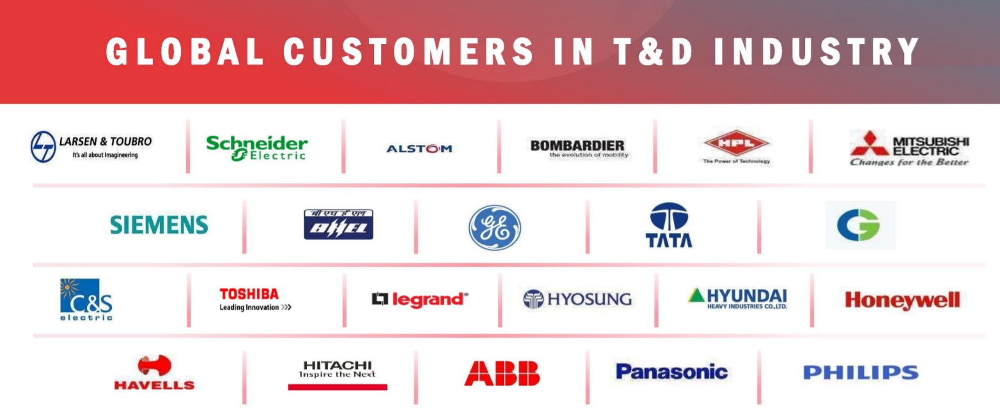 GLOBAL CUSTOMERS IN T&D INDUSTRY
LARSEN & TOUBRO
It's all about Imagineering
Schneider
Electric
ALSTOM
BOMBARDIER
the evolution of mobility
HPL
The Power of Technology
MITSUBISHI
ELECTRIC
Changes for the Better
SIEMENS
बी एच ई एल
BHEL
GE
TATA
CG
C&S
electric
TOSHIBA
Leading Innovation >>>
legrand®
HYOSUNG
HYUNDAI
HEAVY INDUSTRIES CO.,LTD.
Honeywell
HAVELLS
HITACHI
Inspire the Next
ABB
Panasonic
PHILIPS